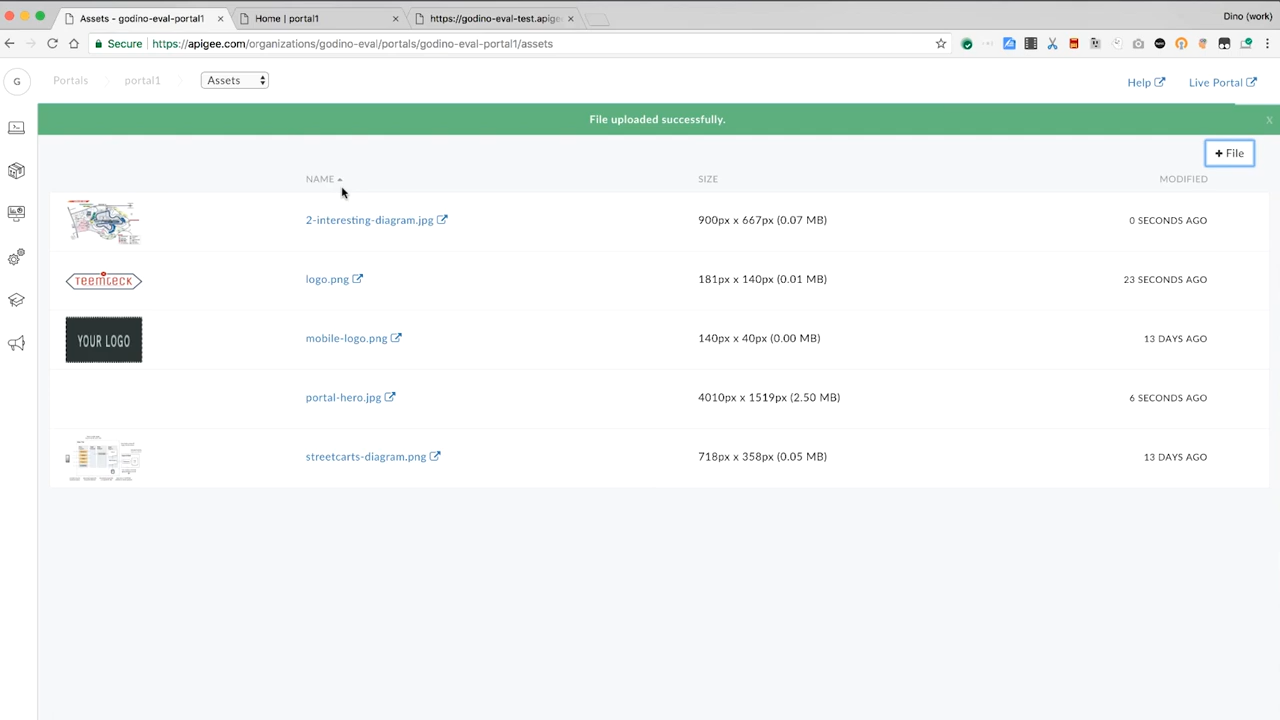 Assets - godino-eval-portal1
Home | portal1
https://godino-eval-test.apige
Dino (work)
Secure https://apigee.com/organizations/godino-eval/portals/godino-eval-portal1/assets
G
Portals
portal1
Assets
Help
Live Portal
File uploaded successfully.
x
+ File
NAME
SIZE
MODIFIED
2-interesting-diagram.jpg
900px x 667px (0.07 MB)
0 SECONDS AGO
TEEMTECK
logo.png
181px x 140px (0.01 MB)
23 SECONDS AGO
YOUR LOGO
mobile-logo.png
140px x 40px (0.00 MB)
13 DAYS AGO
portal-hero.jpg
4010px x 1519px (2.50 MB)
6 SECONDS AGO
streetcarts-diagram.png
718px x 358px (0.05 MB)
13 DAYS AGO